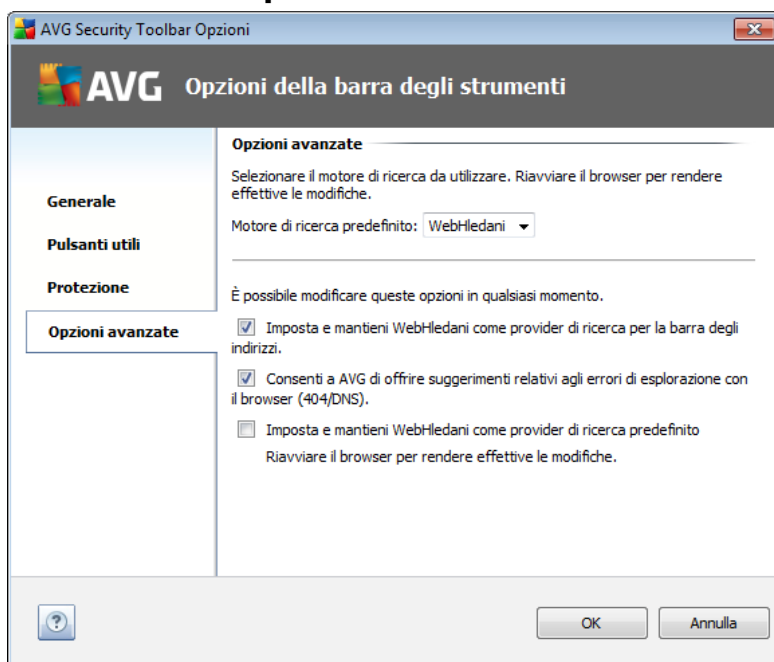 AVG Security Toolbar Opzioni
AVG Opzioni della barra degli strumenti
Generale
Pulsanti utili
Protezione
Opzioni avanzate
Opzioni avanzate
Selezionare il motore di ricerca da utilizzare. Riavviare il browser per rendere
effettive le modifiche.
Motore di ricerca predefinito: WebHledani
È possibile modificare queste opzioni in qualsiasi momento.
Imposta e mantieni WebHledani come provider di ricerca per la barra degli
indirizzi.
Consenti a AVG di offrire suggerimenti relativi agli errori di esplorazione con
il browser (404/DNS).
Imposta e mantieni WebHledani come provider di ricerca predefinito
Riavviare il browser per rendere effettive le modifiche.
?
OK Annulla